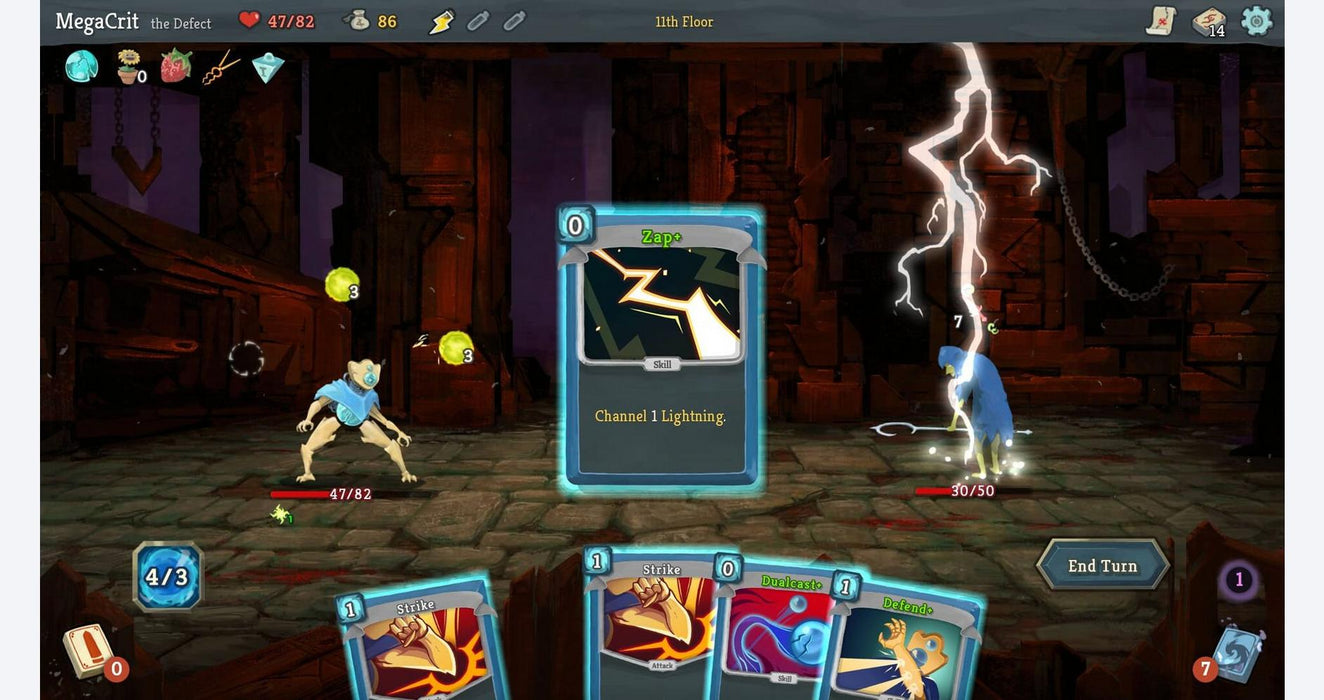 MegaCrit the Defect 47/82 86 11th Floor 14
0
0
Zap+
3
3
7
Skill
Channel 1 Lightning.
47/82
30/50
1
4/3
End Turn
1
1
Strike
1
Strike
Attack
0
Dualcast+
Skill
1
Defend+
0
7